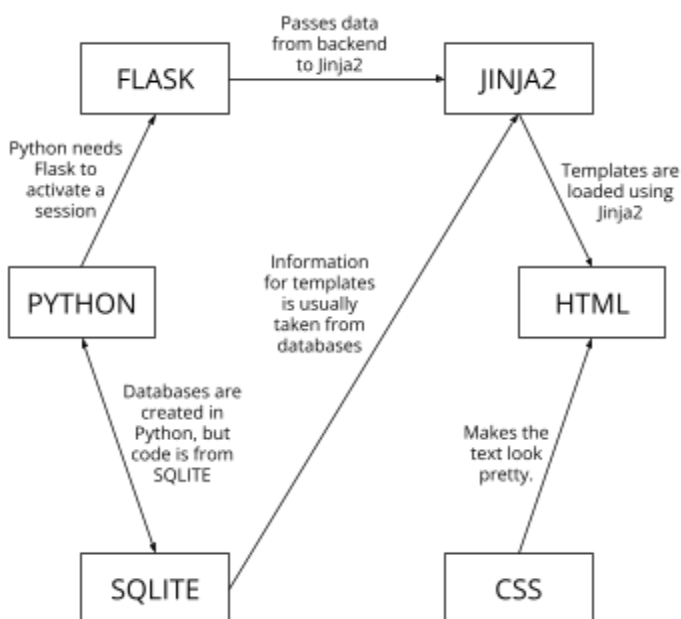 Passes data
from backend
to Jinja2
FLASK
JINJA2
Python needs
Flask to
activate a
session
Templates are
loaded using
Jinja2
Information
for templates
is usually
taken from
databases
PYTHON
HTML
Databases are
created in
Python, but
code is from
SQLITE
Makes the
text look
pretty.
SQLITE
CSS